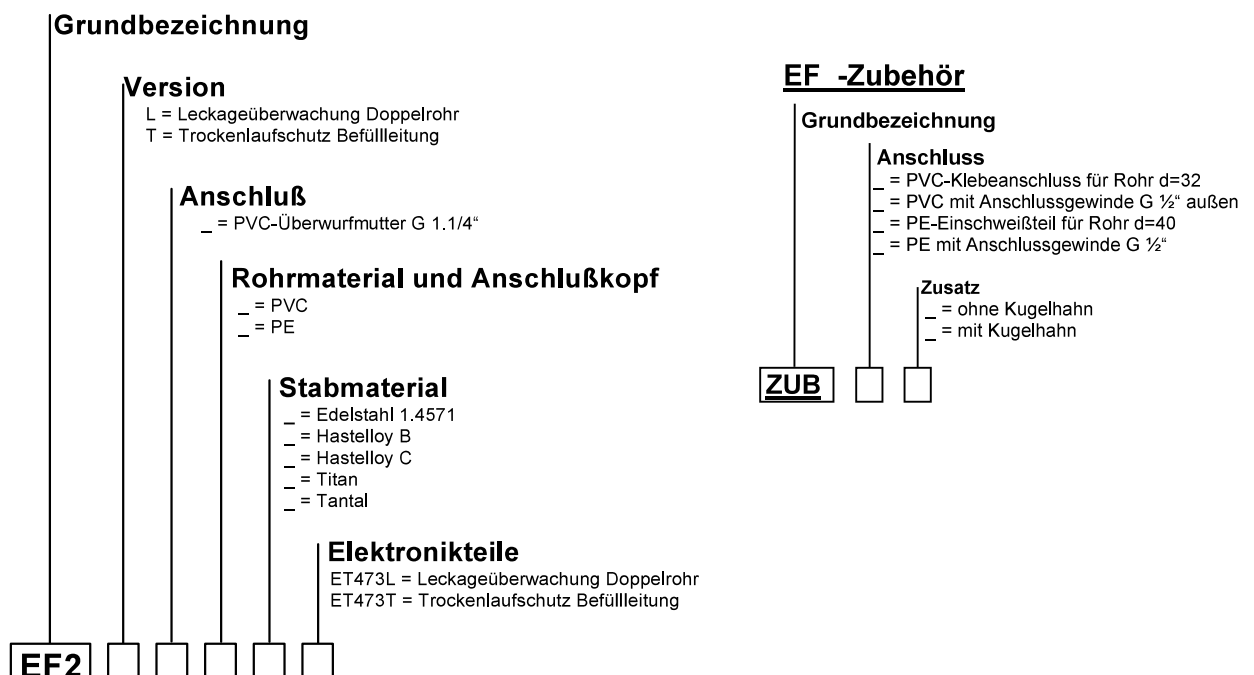 Grundbezeichnung
Version
L = Leckageüberwachung Doppelrohr
T = Trockenlaufschutz Befüllleitung
Anschluß
_ = PVC-Überwurfmutter G 1.1/4“
Rohrmaterial und Anschlußkopf
_ = PVC
_ = PE
Stabmaterial
_ = Edelstahl 1.4571
_ = Hastelloy B
_ = Hastelloy C
_ = Titan
_ = Tantal
Elektronikteile
ET473L = Leckageüberwachung Doppelrohr
ET473T = Trockenlaufschutz Befüllleitung
EF2
EF -Zubehör
Grundbezeichnung
Anschluss
_ = PVC-Klebeanschluss für Rohr d=32
_ = PVC mit Anschlussgewinde G ½“ außen
_ = PE-Einschweißteil für Rohr d=40
_ = PE mit Anschlussgewinde G ½“
Zusatz
_ = ohne Kugelhahn
_ = mit Kugelhahn
ZUB